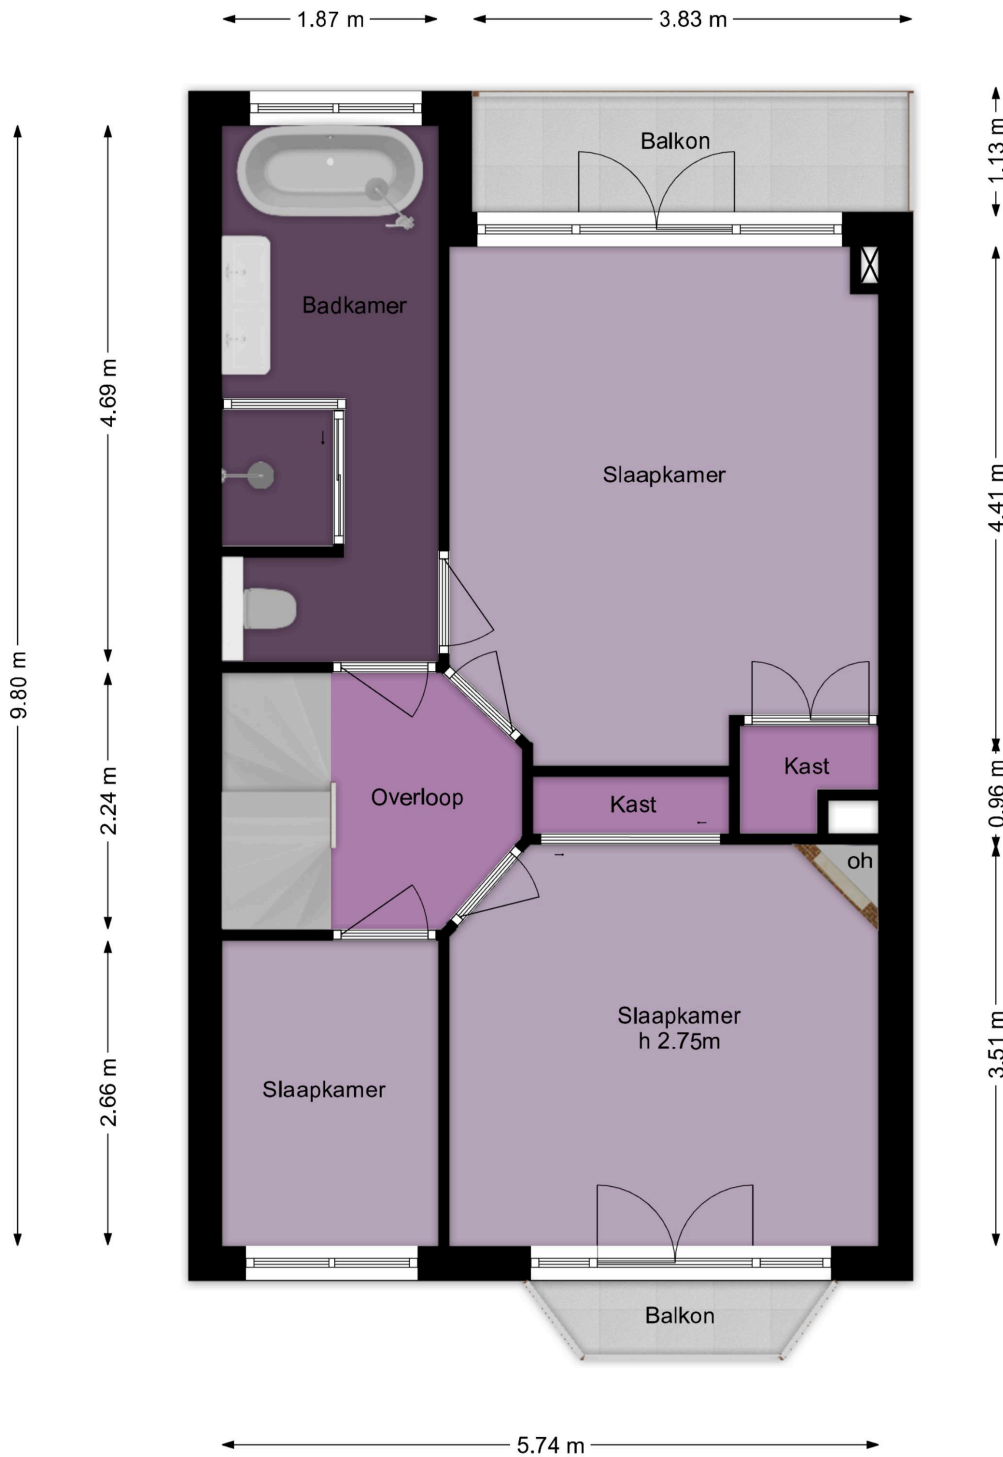 1.87 m
3.83 m
Balkon
1.13 m
Badkamer
4.69 m
Slaapkamer
4.41 m
9.80 m
Kast
Overloop
Kast
2.24 m
0.96 m
oh
Slaapkamer
h 2.75m
3.51 m
Slaapkamer
2.66 m
Balkon
5.74 m